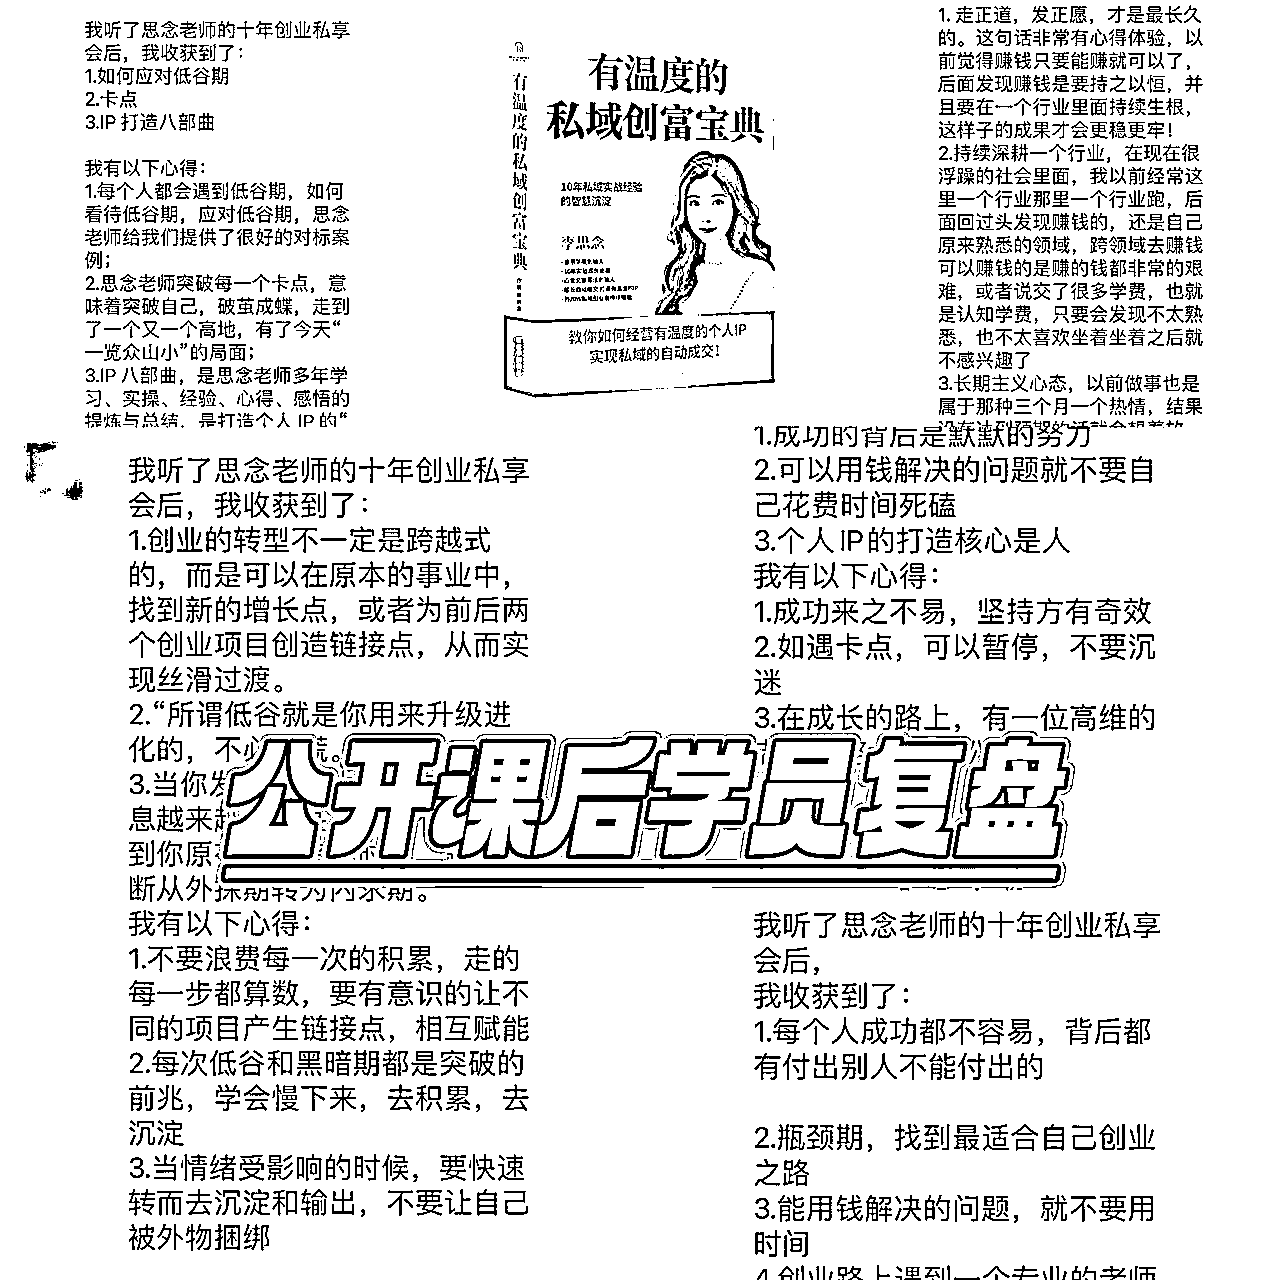 我听了思念老师的十年创业私享
会后，我收获到了：
1.如何应对低谷期
2.卡点
3.IP 打造八部曲
我有以下心得：
1.每个人都会遇到低谷期，如何
看待低谷期，应对低谷期，思念
老师给我们提供了很好的对标案
例；
2.思念老师突破每一个卡点，意
味着突破自己，破茧成蝶，走到
了一个又一个高地，有了今天“
一览众山小”的局面；
3.IP 八部曲，是思念老师多年学
习、实操、经验、心得、感悟的
提炼与总结，是打造个人 IP 的“
有温度的私域创富宝典
有温度的
私域创富宝典
10年私域实战经验
的智慧沉淀
李思念
教你如何经营有温度的个人IP
实现私域的自动成交！
1. 走正道，发正愿，才是最长久
的。这句话非常有心得体验，以
前觉得赚钱只要能赚就可以了，
后面发现赚钱是要持之以恒，并
且要在一个行业里面持续生根，
这样子的成果才会更稳更牢！
2.持续深耕一个行业，在现在很
浮躁的社会里面，我以前经常这
里一个行业那里一个行业跑，后
面回过头发现赚钱的，还是自己
原来熟悉的领域，跨领域去赚钱
可以赚钱的是赚的钱都非常的艰
难，或者说交了很多学费，也就
是认知学费，只要会发现不太熟
悉，也不太喜欢坐着坐着之后就
不感兴趣了
3.长期主义心态，以前做事也是
属于那种三个月一个热情，结果
我听了思念老师的十年创业私享
会后，我收获到了：
1.创业的转型不一定是跨越式
的，而是可以在原本的事业中，
找到新的增长点，或者为前后两
个创业项目创造链接点，从而实
现丝滑过渡。
2.“所谓低谷就是你用来升级进
化的，不
3.当你发
息越来越
到你原
断从外探期转为内求期。
我有以下心得：
1.不要浪费每一次的积累，走的
每一步都算数，要有意识的让不
同的项目产生链接点，相互赋能
2.每次低谷和黑暗期都是突破的
前兆，学会慢下来，去积累，去
沉淀
3.当情绪受影响的时候，要快速
转而去沉淀和输出，不要让自己
被外物捆绑
1.成功的背后是默默的努力
2.可以用钱解决的问题就不要自
己花费时间死磕
3.个人IP的打造核心是人
我有以下心得：
1.成功来之不易，坚持方有奇效
2.如遇卡点，可以暂停，不要沉
迷
3.在成长的路上，有一位高维的
公开课后学员复盘
我听了思念老师的十年创业私享
会后，
我收获到了：
1.每个人成功都不容易，背后都
有付出别人不能付出的
2.瓶颈期，找到最适合自己创业
之路
3.能用钱解决的问题，就不要用
时间
4.创业路上遇到一个专业的老师